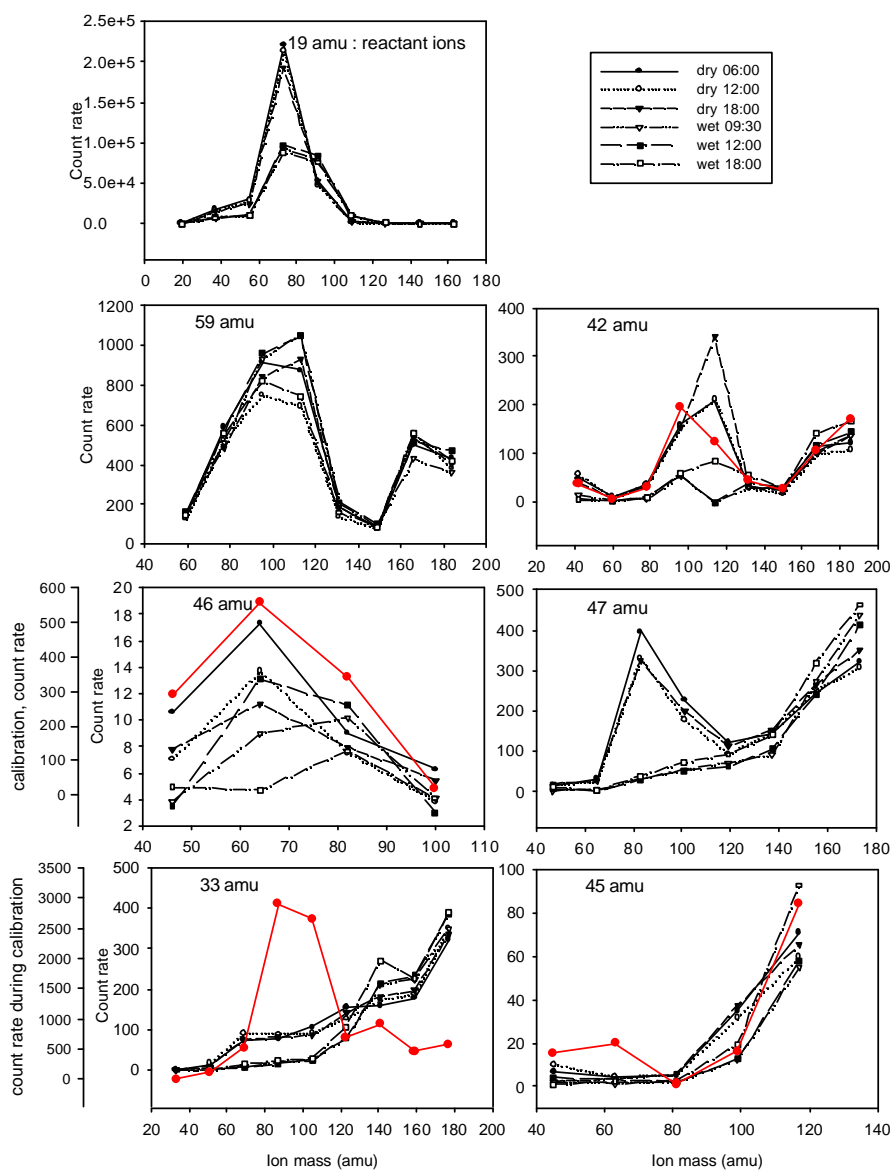 19 amu : reactant ions
2.5e+5
2.0e+5
1.5e+5
1.0e+5
5.0e+4
0.0
Count rate
0 20 40 60 80 100 120 140 160 180
dry 06:00
dry 12:00
dry 18:00
wet 09:30
wet 12:00
wet 18:00
59 amu
1200
1000
800
600
400
200
0
Count rate
40 60 80 100 120 140 160 180 200
42 amu
400
300
200
100
0
Count rate
20 40 60 80 100 120 140 160 180 200
46 amu
600
500
400
300
200
100
0
calibration, count rate
20
18
16
14
12
10
8
6
4
2
Count rate
40 50 60 70 80 90 100 110
47 amu
500
400
300
200
100
0
40 60 80 100 120 140 160 180
33 amu
3500
3000
2500
2000
1500
1000
500
0
count rate during calibration
500
400
300
200
100
0
Count rate
20 40 60 80 100 120 140 160 180 200
Ion mass (amu)
45 amu
100
80
60
40
20
0
40 60 80 100 120 140
Ion mass (amu)